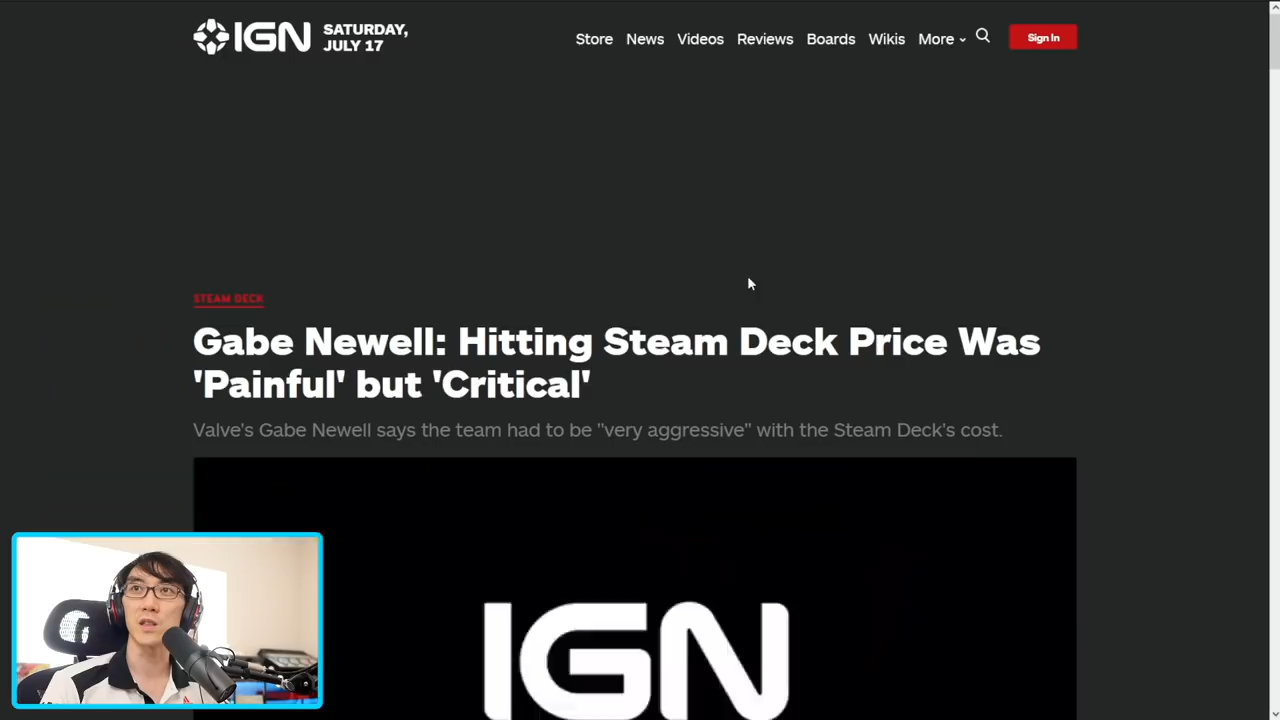 IGN
SATURDAY,
JULY 17
Store News Videos Reviews Boards Wikis More
Sign In
STEAM DECK
Gabe Newell: Hitting Steam Deck Price Was
'Painful' but 'Critical'
Valve's Gabe Newell says the team had to be "very aggressive" with the Steam Deck's cost.
IGN